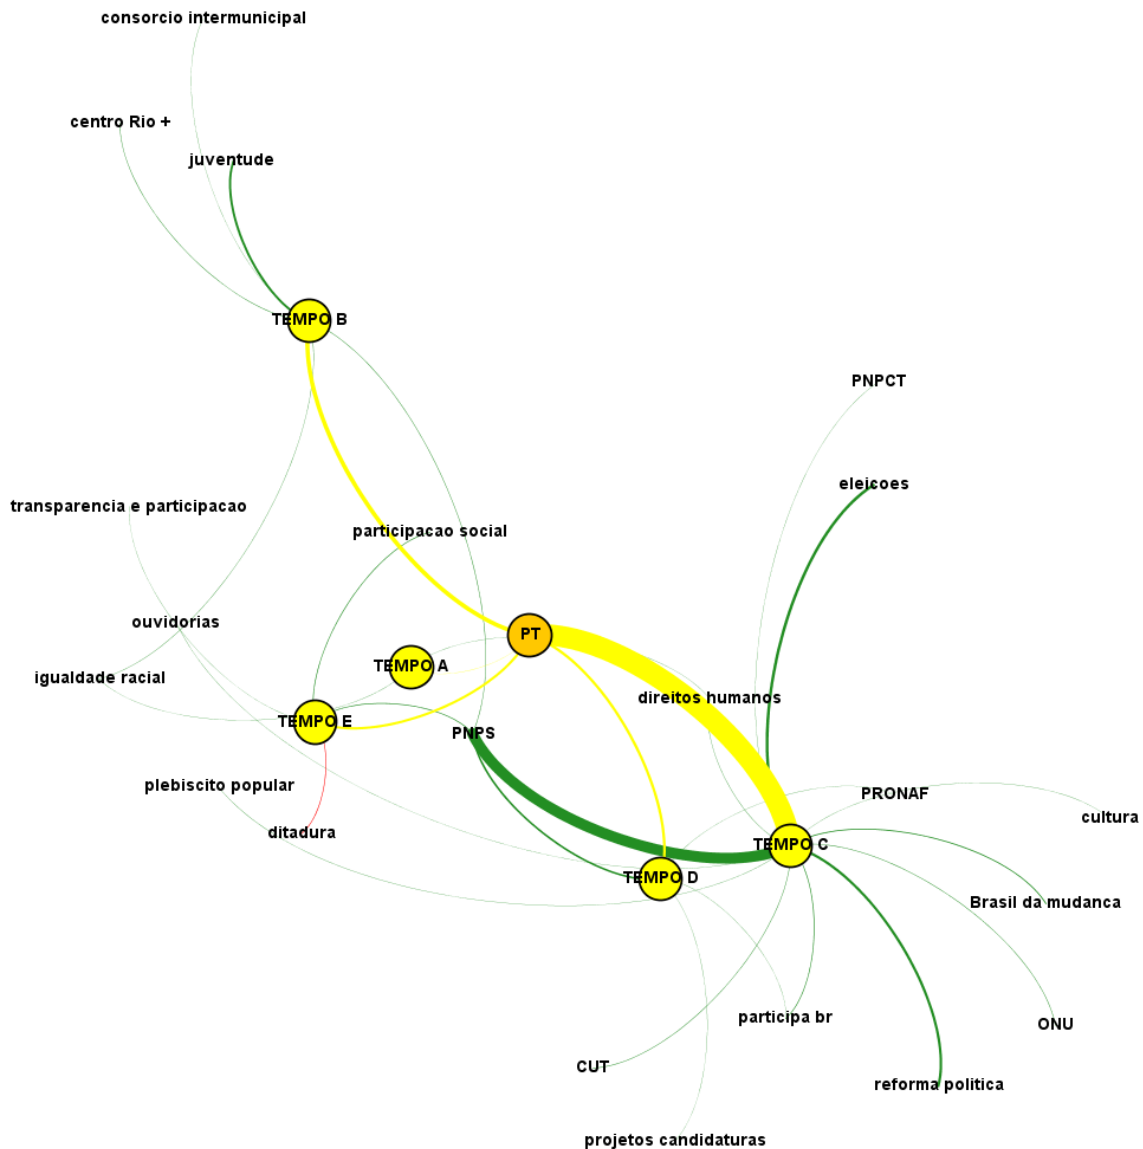 consorcio intermunicipal
centro Rio +
juventude
TEMPO B
PNPCT
eleicoes
transparencia e participacao
participacao social
ouvidorias
PT
TEMPO A
igualdade racial
direitos humanos
TEMPO E
PNPS
plebiscito popular
PRONAF
cultura
ditadura
TEMPO C
TEMPO D
Brasil da mudanca
participa br
ONU
CUT
reforma politica
projetos candidaturas